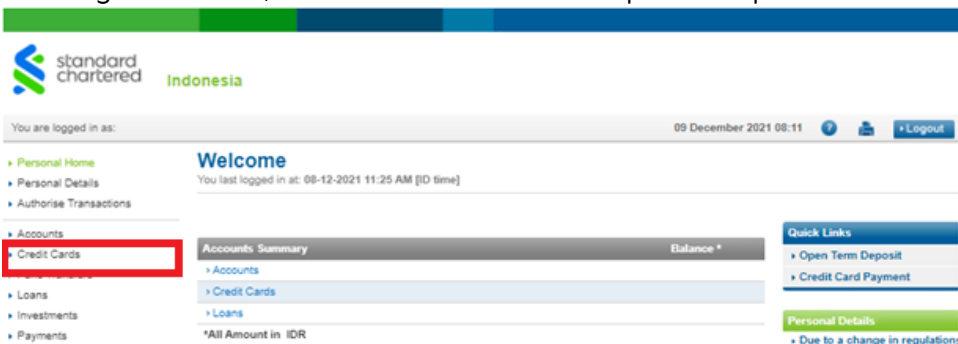 standard
chartered
Indonesia
You are logged in as:
09 December 2021 08:11
Logout
Personal Home
Personal Details
Authorise Transactions
Accounts
Credit Cards
Loans
Investments
Payments
Welcome
You last logged in at: 08-12-2021 11:25 AM [ID time]
Accounts Summary Balance *
Accounts
Credit Cards
Loans
*All Amount in IDR
Quick Links
Open Term Deposit
Credit Card Payment
Personal Details
Due to a change in regulations